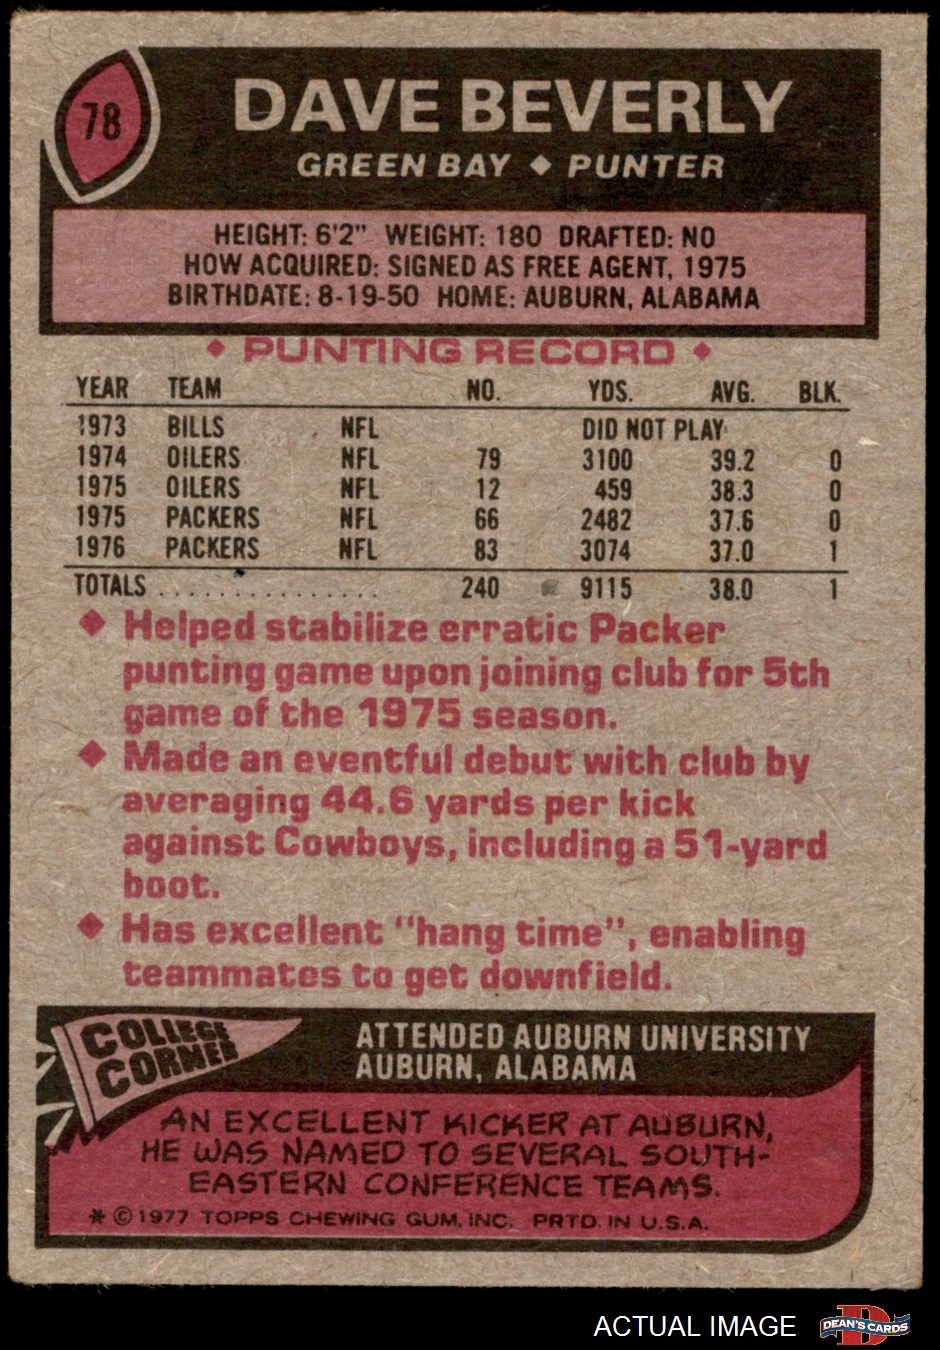 78
DAVE BEVERLY
GREEN BAY ◆ PUNTER
HEIGHT: 6'2" WEIGHT: 180 DRAFTED: NO
HOW ACQUIRED: SIGNED AS FREE AGENT, 1975
BIRTHDATE: 8-19-50 HOME: AUBURN, ALABAMA
◆ PUNTING RECORD ◆
YEAR TEAM NO. YDS. AVG. BLK.
1973 BILLS NFL DID NOT PLAY
1974 OILERS NFL 79 3100 39.2 0
1975 OILERS NFL 12 459 38.3 0
1975 PACKERS NFL 66 2482 37.6 0
1976 PACKERS NFL 83 3074 37.0 1
TOTALS . . . . . . . . . . . . . . . 240 9115 38.0 1
◆ Helped stabilize erratic Packer
punting game upon joining club for 5th
game of the 1975 season.
◆ Made an eventful debut with club by
averaging 44.6 yards per kick
against Cowboys, including a 51-yard
boot.
◆ Has excellent "hang time", enabling
teammates to get downfield.
COLLEGE
CORNER
ATTENDED AUBURN UNIVERSITY
AUBURN, ALABAMA
AN EXCELLENT KICKER AT AUBURN,
HE WAS NAMED TO SEVERAL SOUTH-
EASTERN CONFERENCE TEAMS.
* © 1977 TOPPS CHEWING GUM, INC. PRTD. IN U.S.A.
ACTUAL IMAGE
D
DEAN'S CARDS